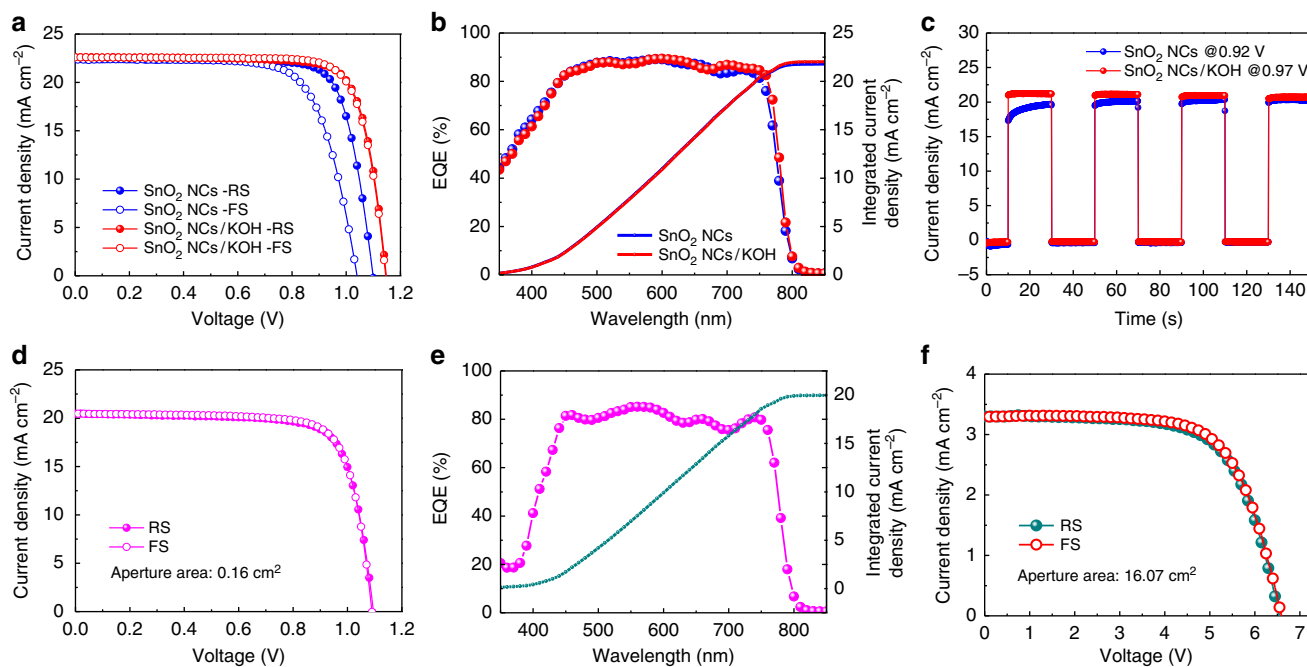 a
25
20
15
10
5
0
Current density (mA cm⁻²)
SnO₂ NCs -RS
SnO₂ NCs -FS
SnO₂ NCs/KOH -RS
SnO₂ NCs/KOH -FS
0.0 0.2 0.4 0.6 0.8 1.0 1.2
Voltage (V)
b
100
80
60
40
20
0
EQE (%)
25
20
15
10
5
0
Integrated current
density (mA cm⁻²)
SnO₂ NCs
SnO₂ NCs/KOH
400 500 600 700 800
Wavelength (nm)
c
30
25
20
15
10
5
0
−5
Current density (mA cm⁻²)
SnO₂ NCs @0.92 V
SnO₂ NCs/KOH @0.97 V
0 20 40 60 80 100 120 140
Time (s)
d
25
20
15
10
5
0
Current density (mA cm⁻²)
RS
FS
Aperture area: 0.16 cm²
0.0 0.2 0.4 0.6 0.8 1.0 1.2
Voltage (V)
e
100
80
60
40
20
0
EQE (%)
20
15
10
5
0
Integrated current
density (mA cm⁻²)
400 500 600 700 800
Wavelength (nm)
f
4
3
2
1
0
Current density (mA cm⁻²)
RS
FS
Aperture area: 16.07 cm²
0 1 2 3 4 5 6 7
Voltage (V)